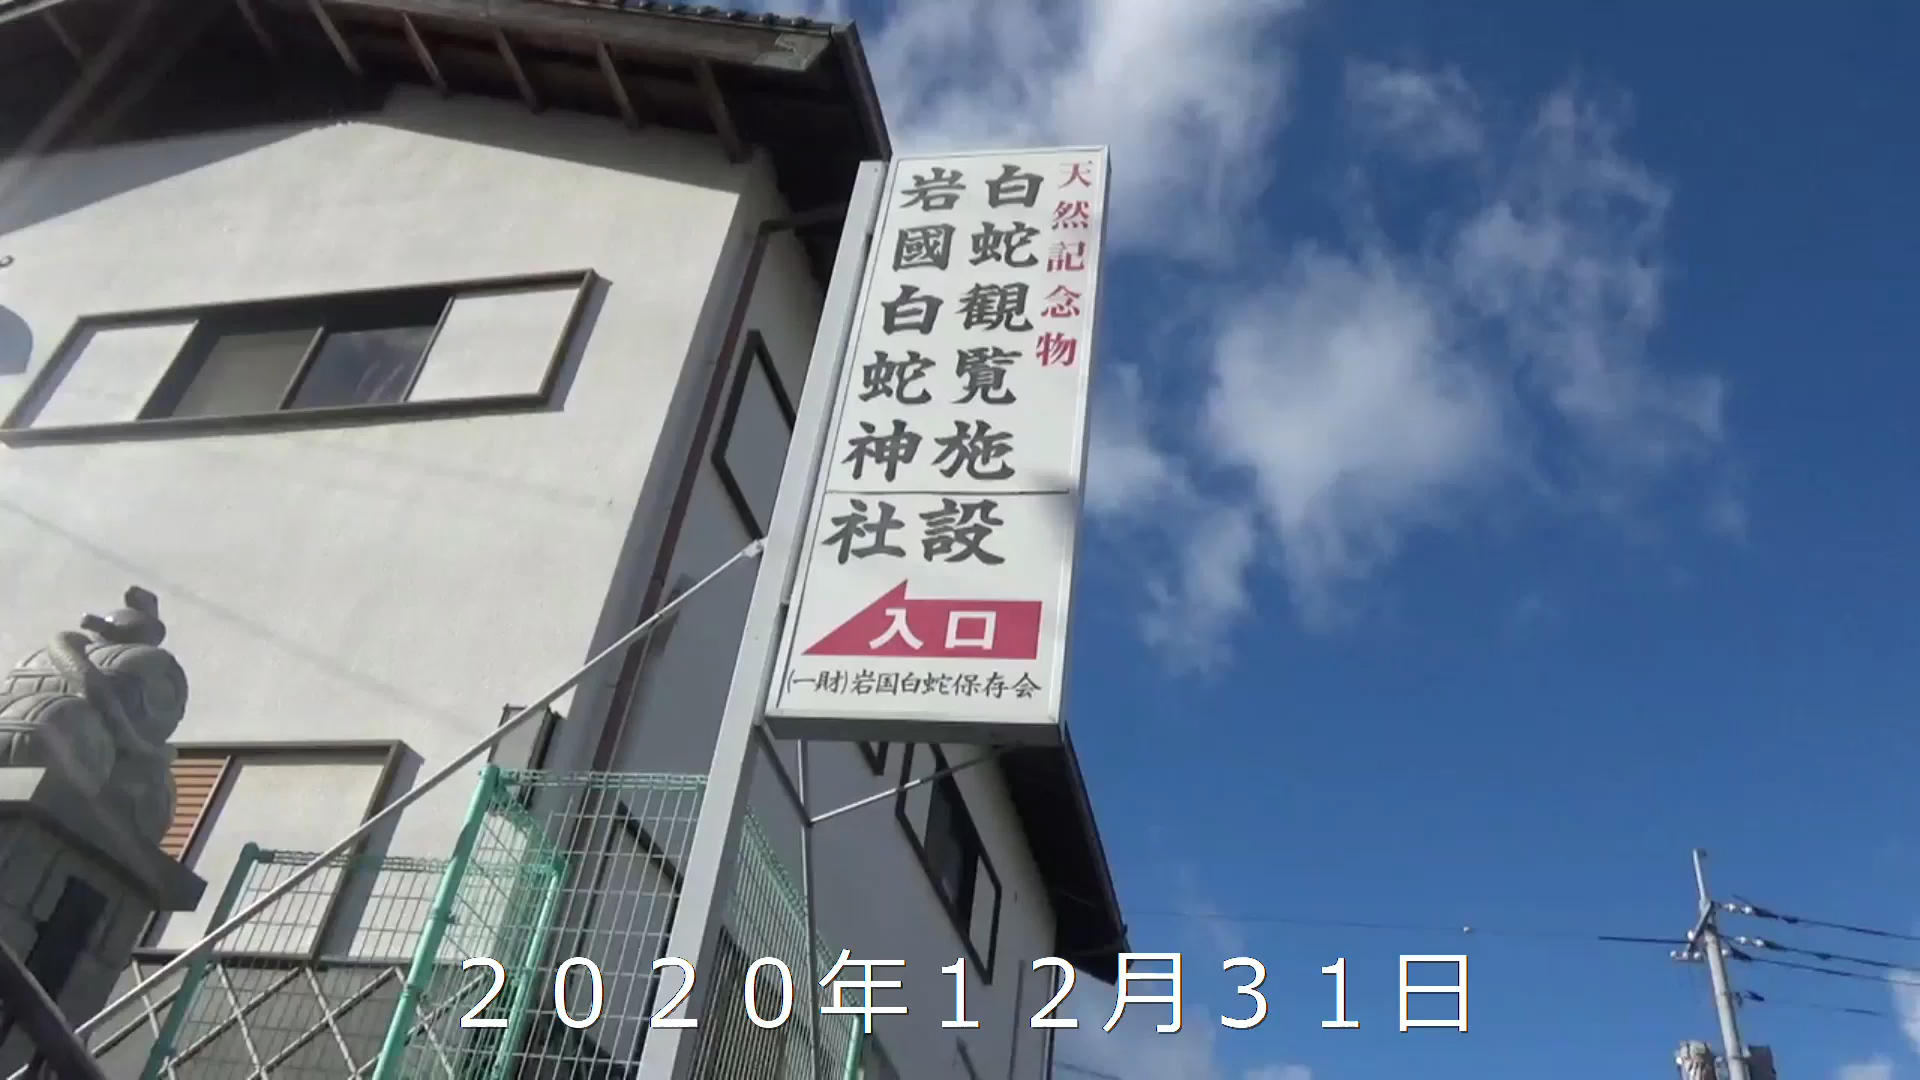 天然記念物
白蛇観覧施設
岩國白蛇神社
入口
(一財)岩国白蛇保存会
２０２０年１２月３１日